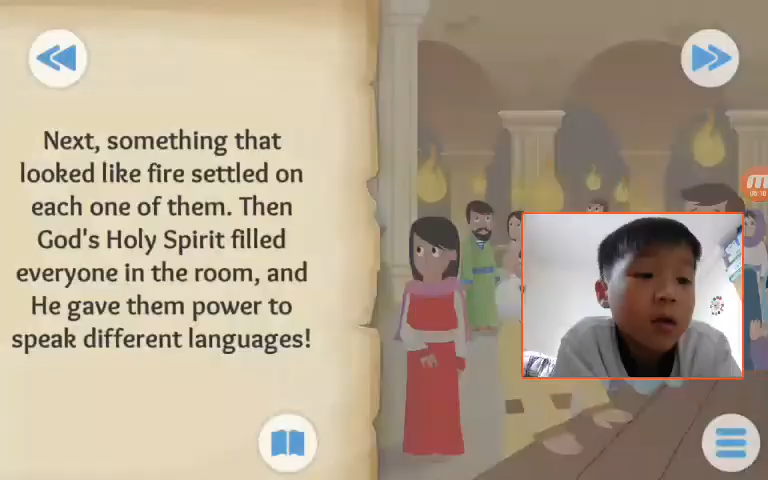 Next, something that
looked like fire settled on
each one of them. Then
God's Holy Spirit filled
everyone in the room, and
He gave them power to
speak different languages!